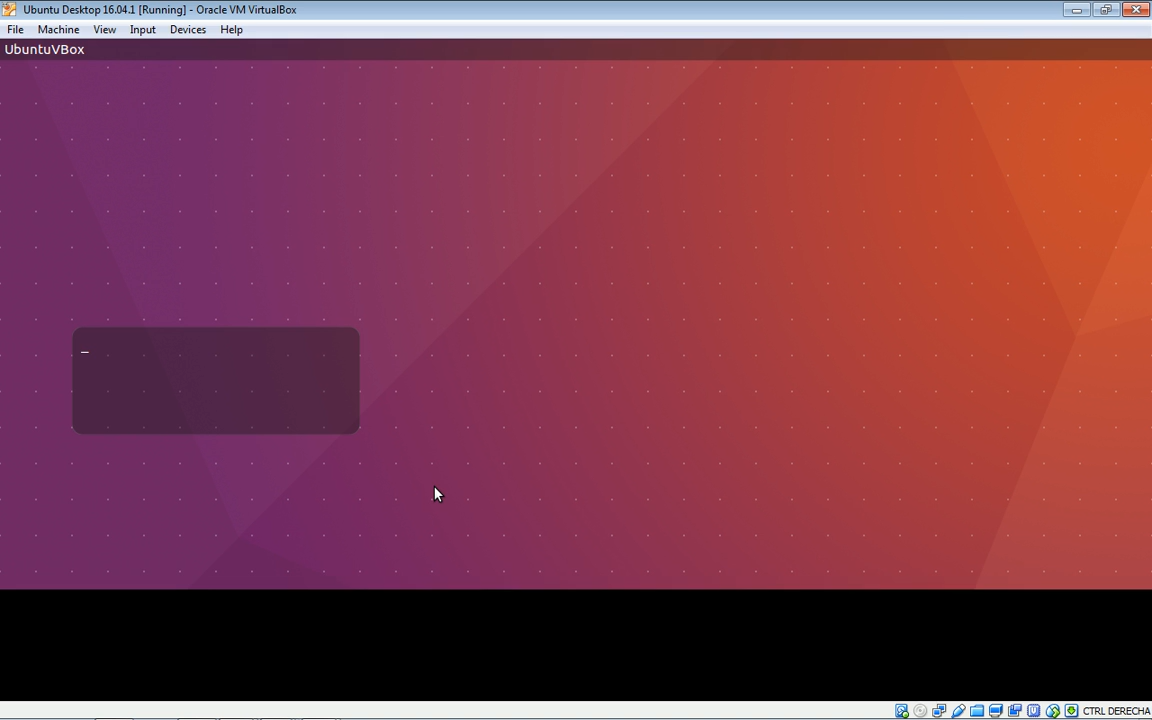 Ubuntu Desktop 16.04.1 [Running] - Oracle VM VirtualBox
File Machine View Input Devices Help
UbuntuVBox
CTRL DERECHA